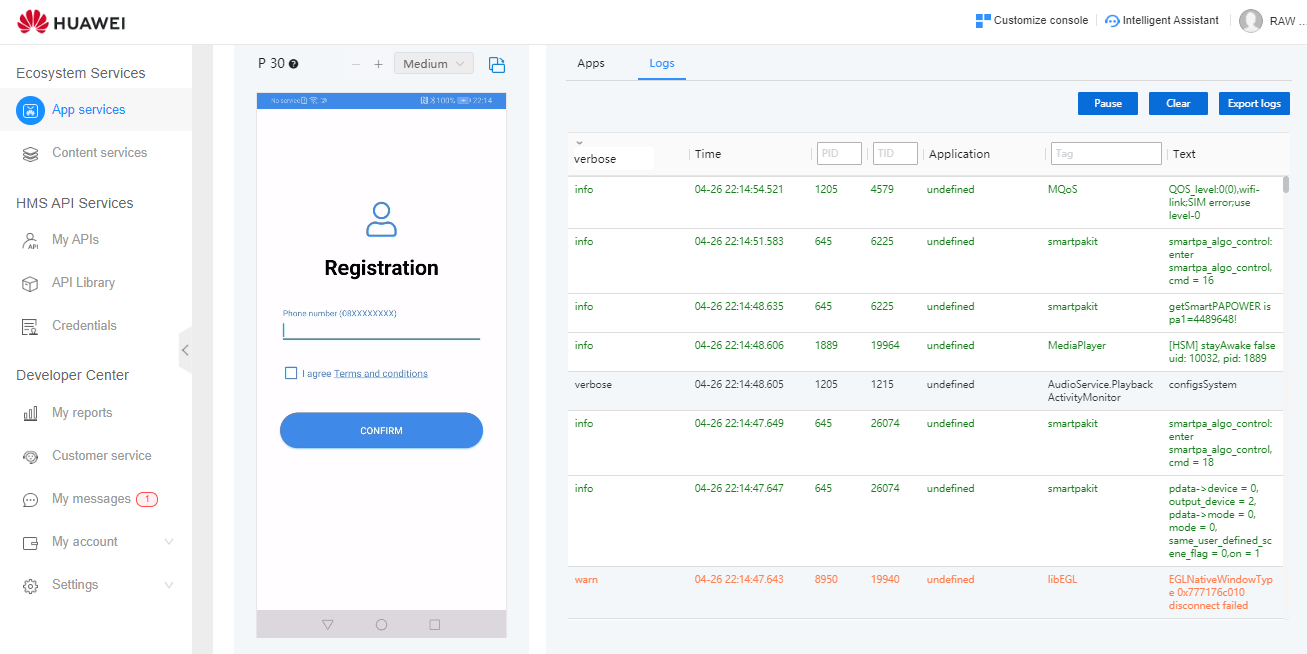 HUAWEI
Customize console
Intelligent Assistant
RAW ...
Ecosystem Services
App services
Content services
HMS API Services
My APIs
API Library
Credentials
Developer Center
My reports
Customer service
My messages 1
My account
Settings
P 30 ?
− + Medium
No service 100% 22:14
Registration
Phone number (08XXXXXXXX)
I agree Terms and conditions
CONFIRM
Apps Logs
Pause Clear Export logs
verbose Time PID TID Application Tag Text
info 04-26 22:14:54.521 1205 4579 undefined MQoS QOS_level:0(0),wifi-
link;SIM error;use
level-0
info 04-26 22:14:51.583 645 6225 undefined smartpakit smartpa_algo_control:
enter
smartpa_algo_control,
cmd = 16
info 04-26 22:14:48.635 645 6225 undefined smartpakit getSmartPAPOWER is
pa1=4489648!
info 04-26 22:14:48.606 1889 19964 undefined MediaPlayer [HSM] stayAwake false
uid: 10032, pid: 1889
verbose 04-26 22:14:48.605 1205 1215 undefined AudioService.Playback configsSystem
ActivityMonitor
info 04-26 22:14:47.649 645 26074 undefined smartpakit smartpa_algo_control:
enter
smartpa_algo_control,
cmd = 18
info 04-26 22:14:47.647 645 26074 undefined smartpakit pdata->device = 0,
output_device = 2,
pdata->mode = 0,
mode = 0,
same_user_defined_sc
ene_flag = 0,on = 1
warn 04-26 22:14:47.643 8950 19940 undefined libEGL EGLNativeWindowTyp
e 0x777176c010
disconnect failed